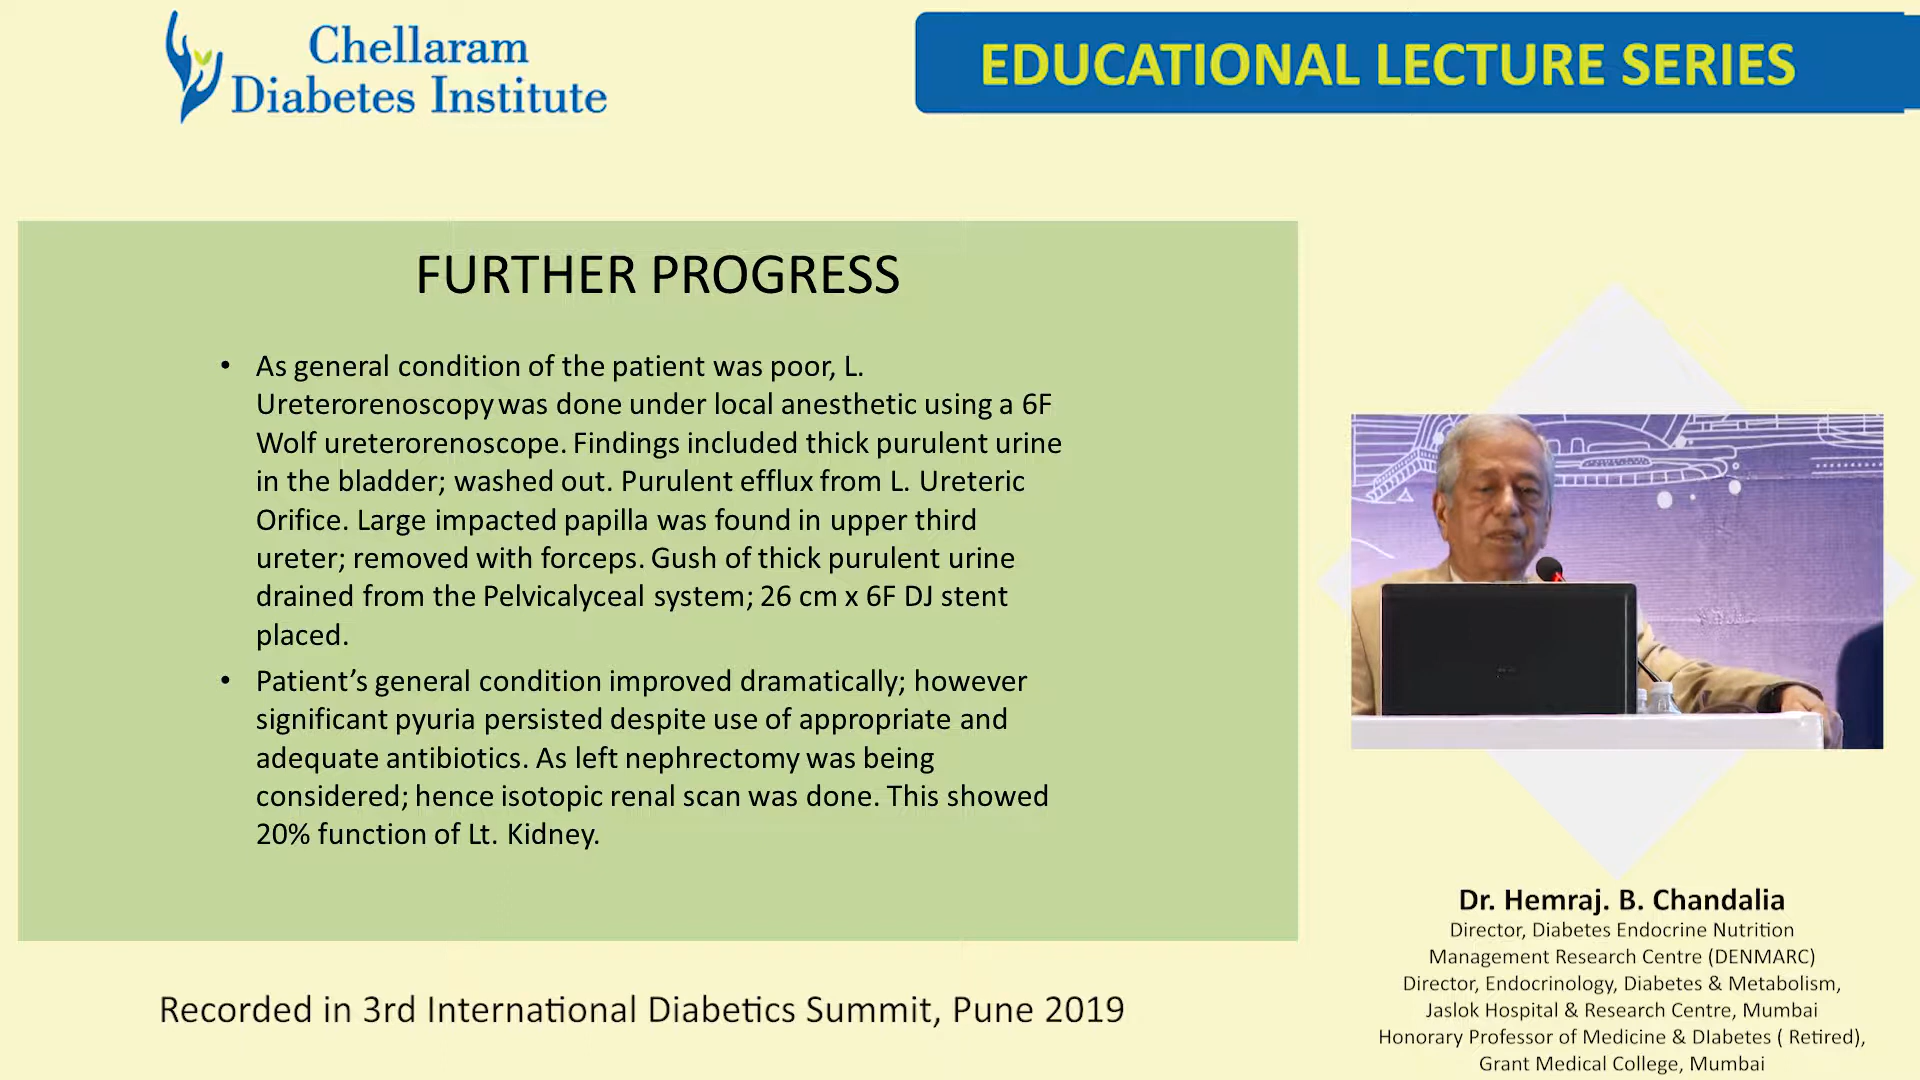 Chellaram
Diabetes Institute
EDUCATIONAL LECTURE SERIES
FURTHER PROGRESS
• As general condition of the patient was poor, L.
Ureterorenoscopy was done under local anesthetic using a 6F
Wolf ureterorenoscope. Findings included thick purulent urine
in the bladder; washed out. Purulent efflux from L. Ureteric
Orifice. Large impacted papilla was found in upper third
ureter; removed with forceps. Gush of thick purulent urine
drained from the Pelvicalyceal system; 26 cm x 6F DJ stent
placed.
• Patient’s general condition improved dramatically; however
significant pyuria persisted despite use of appropriate and
adequate antibiotics. As left nephrectomy was being
considered; hence isotopic renal scan was done. This showed
20% function of Lt. Kidney.
Dr. Hemraj. B. Chandalia
Director, Diabetes Endocrine Nutrition
Management Research Centre (DENMARC)
Director, Endocrinology, Diabetes & Metabolism,
Jaslok Hospital & Research Centre, Mumbai
Honorary Professor of Medicine & DIabetes ( Retired),
Grant Medical College, Mumbai
Recorded in 3rd International Diabetics Summit, Pune 2019